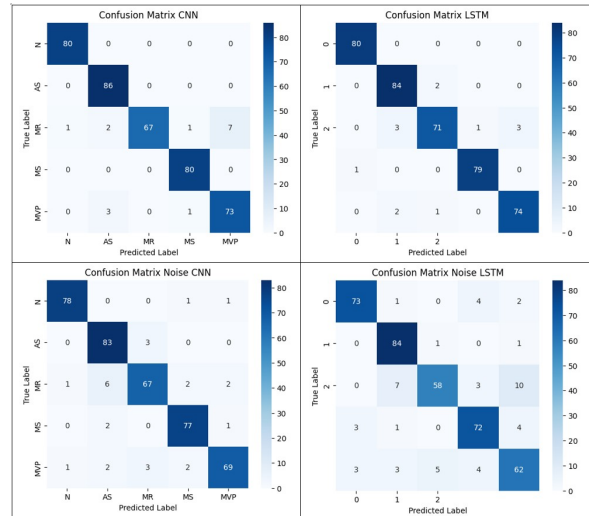 Confusion Matrix CNN
N 80 0 0 0 0
AS 0 86 0 0 0
MR 1 2 67 1 7
MS 0 0 0 80 0
MVP 0 3 0 1 73
N AS MR MS MVP
Predicted Label
True Label
80
70
60
50
40
30
20
10
0
Confusion Matrix LSTM
0 80 0 0 0 0
1 0 84 2 0 0
2 0 3 71 1 3
1 0 0 79 0
0 2 1 0 74
0 1 2
Predicted Label
True Label
80
70
60
50
40
30
20
10
0
Confusion Matrix Noise CNN
N 78 0 0 1 1
AS 0 83 3 0 0
MR 1 6 67 2 2
MS 0 2 0 77 1
MVP 1 2 3 2 69
N AS MR MS MVP
Predicted Label
True Label
80
70
60
50
40
30
20
10
0
Confusion Matrix Noise LSTM
0 73 1 0 4 2
1 0 84 1 0 1
2 0 7 58 3 10
3 1 0 72 4
3 3 5 4 62
0 1 2
Predicted Label
True Label
80
70
60
50
40
30
20
10
0